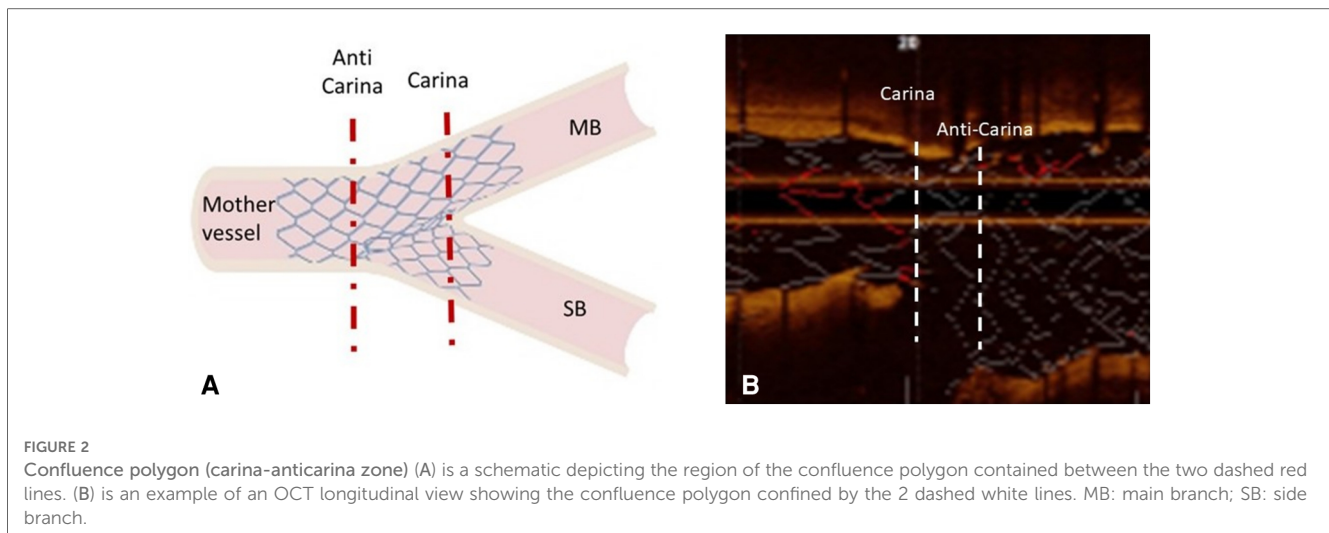 Anti
Carina
Carina
MB
Mother
vessel
SB
A
20
Carina
Anti-Carina
B
FIGURE 2
Confluence polygon (carina-anticarina zone) (A) is a schematic depicting the region of the confluence polygon contained between the two dashed red
lines. (B) is an example of an OCT longitudinal view showing the confluence polygon confined by the 2 dashed white lines. MB: main branch; SB: side
branch.